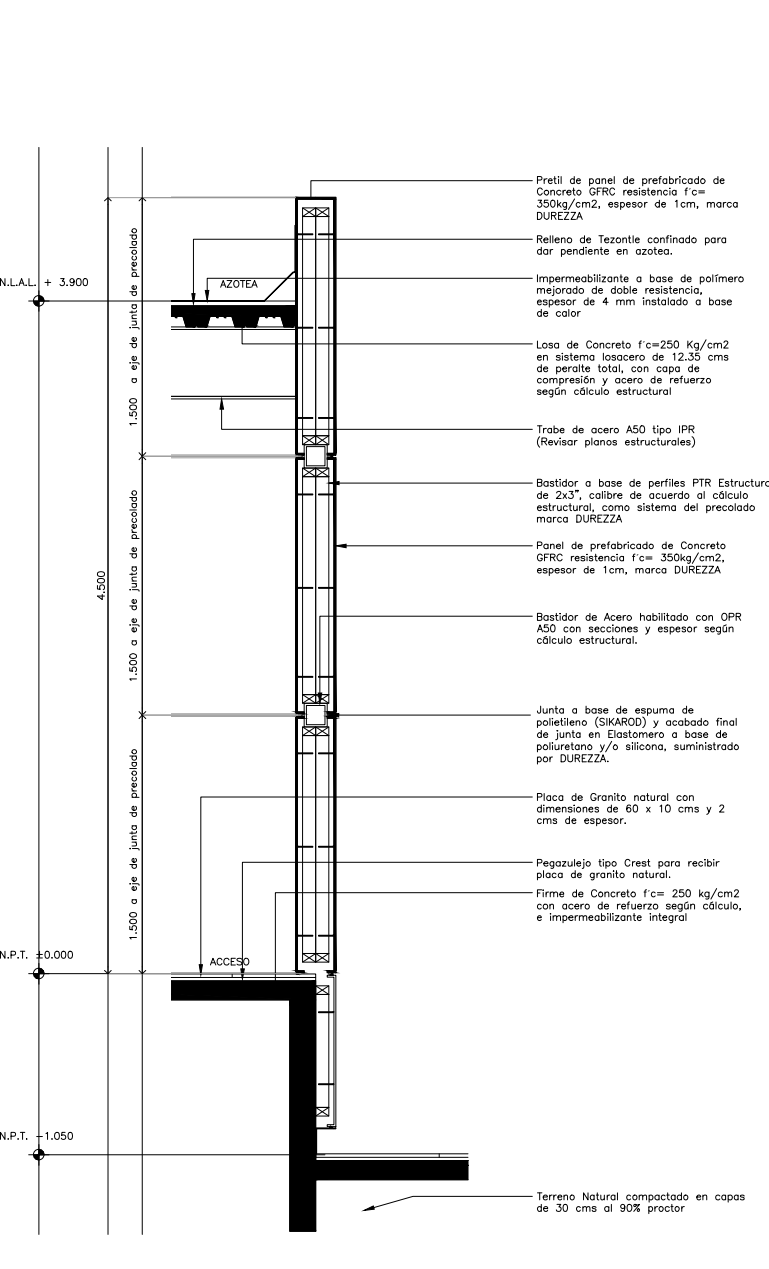 Pretil de panel de prefabricado de
Concreto GFRC resistencia f'c=
350kg/cm2, espesor de 1cm, marca
DUREZZA
Relleno de Tezontle confinado para
dar pendiente en azotea.
N.L.A.L. + 3.900
AZOTEA
Impermeabilizante a base de polímero
mejorado de doble resistencia,
espesor de 4 mm instalado a base
de calor
1.500 a eje de junta de precolado
Losa de Concreto f'c=250 Kg/cm2
en sistema losacero de 12.35 cms
de peralte total, con capa de
compresión y acero de refuerzo
según cálculo estructural
Trabe de acero A50 tipo IPR
(Revisar planos estructurales)
Bastidor a base de perfiles PTR Estructura
de 2x3", calibre de acuerdo al cálculo
estructural, como sistema del precolado
marca DUREZZA
4.500
1.500 a eje de junta de precolado
Panel de prefabricado de Concreto
GFRC resistencia f'c= 350kg/cm2,
espesor de 1cm, marca DUREZZA
Bastidor de Acero habilitado con OPR
A50 con secciones y espesor según
cálculo estructural.
Junta a base de espuma de
polietileno (SIKAROD) y acabado final
de junta en Elastomero a base de
poliuretano y/o silicona, suministrado
por DUREZZA.
1.500 a eje de junta de precolado
Placa de Granito natural con
dimensiones de 60 x 10 cms y 2
cms de espesor.
Pegazulejo tipo Crest para recibir
placa de granito natural.
Firme de Concreto f'c= 250 kg/cm2
con acero de refuerzo según cálculo,
e impermeabilizante integral
N.P.T. ±0.000
ACCESO
N.P.T. -1.050
Terreno Natural compactado en capas
de 30 cms al 90% proctor